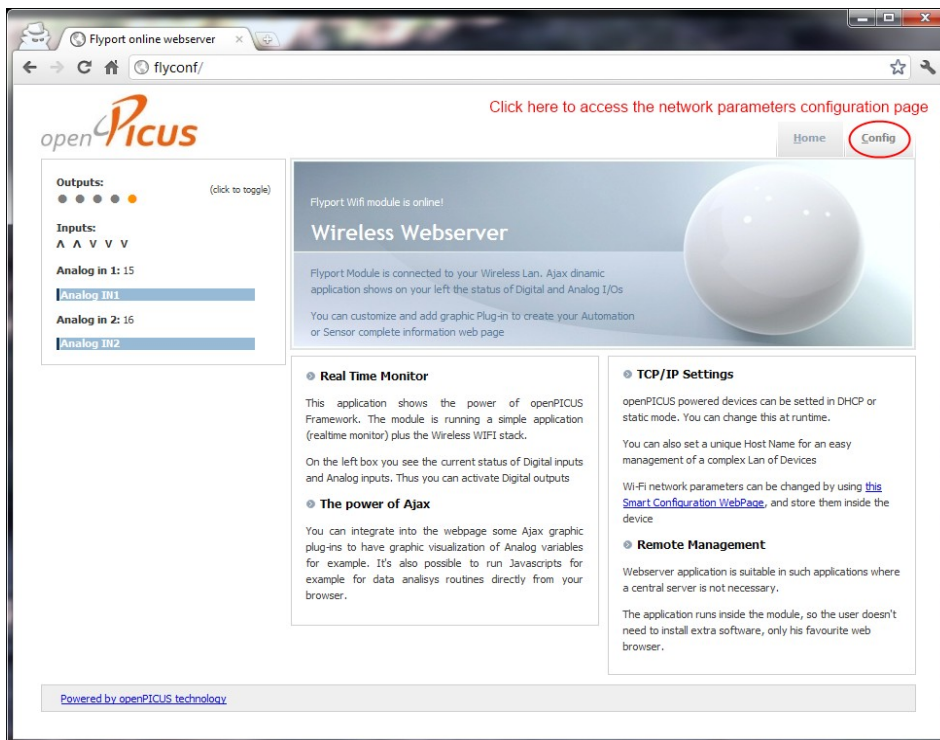 Flyport online webserver
flyconf/
Click here to access the network parameters configuration page
openPicus
Home
Config
Outputs:
(click to toggle)
Inputs:
Λ Λ V V V
Analog in 1: 15
Analog IN1
Analog in 2: 16
Analog IN2
Flyport Wifi module is online!
Wireless Webserver
Flyport Module is connected to your Wireless Lan. Ajax dinamic
application shows on your left the status of Digital and Analog I/Os
You can customize and add graphic Plug-in to create your Automation
or Sensor complete information web page
Real Time Monitor
This application shows the power of openPICUS
Framework. The module is running a simple application
(realtime monitor) plus the Wireless WIFI stack.
On the left box you see the current status of Digital inputs
and Analog inputs. Thus you can activate Digital outputs
The power of Ajax
You can integrate into the webpage some Ajax graphic
plug-ins to have graphic visualization of Analog variables
for example. It's also possible to run Javascripts for
example for data analisys routines directly from your
browser.
TCP/IP Settings
openPICUS powered devices can be setted in DHCP or
static mode. You can change this at runtime.
You can also set a unique Host Name for an easy
management of a complex Lan of Devices
Wi-Fi network parameters can be changed by using this
Smart Configuration WebPage, and store them inside the
device
Remote Management
Webserver application is suitable in such applications where
a central server is not necessary.
The application runs inside the module, so the user doesn't
need to install extra software, only his favourite web
browser.
Powered by openPICUS technology